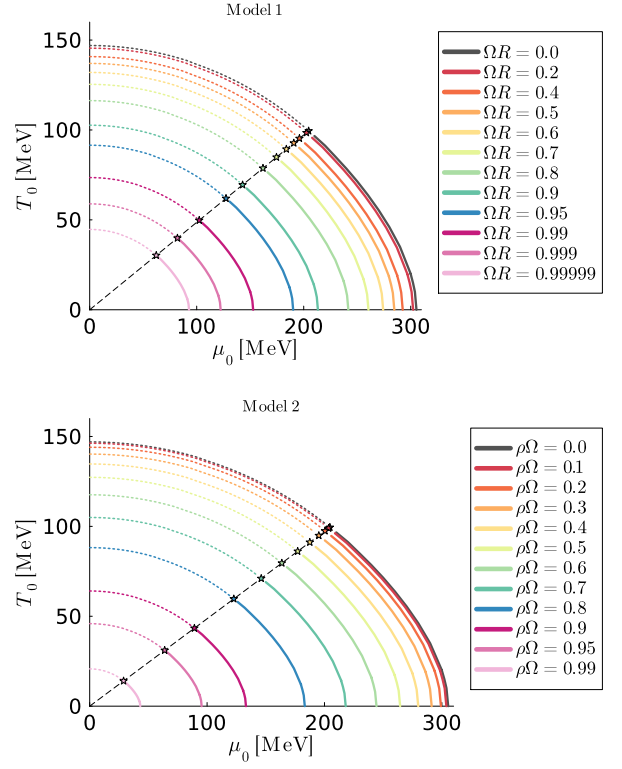 Model 1
T_0 [MeV]
150
100
50
0
0 100 200 300
μ_0 [MeV]
ΩR = 0.0
ΩR = 0.2
ΩR = 0.4
ΩR = 0.5
ΩR = 0.6
ΩR = 0.7
ΩR = 0.8
ΩR = 0.9
ΩR = 0.95
ΩR = 0.99
ΩR = 0.999
ΩR = 0.99999
Model 2
T_0 [MeV]
150
100
50
0
0 100 200 300
μ_0 [MeV]
ρΩ = 0.0
ρΩ = 0.1
ρΩ = 0.2
ρΩ = 0.3
ρΩ = 0.4
ρΩ = 0.5
ρΩ = 0.6
ρΩ = 0.7
ρΩ = 0.8
ρΩ = 0.9
ρΩ = 0.95
ρΩ = 0.99